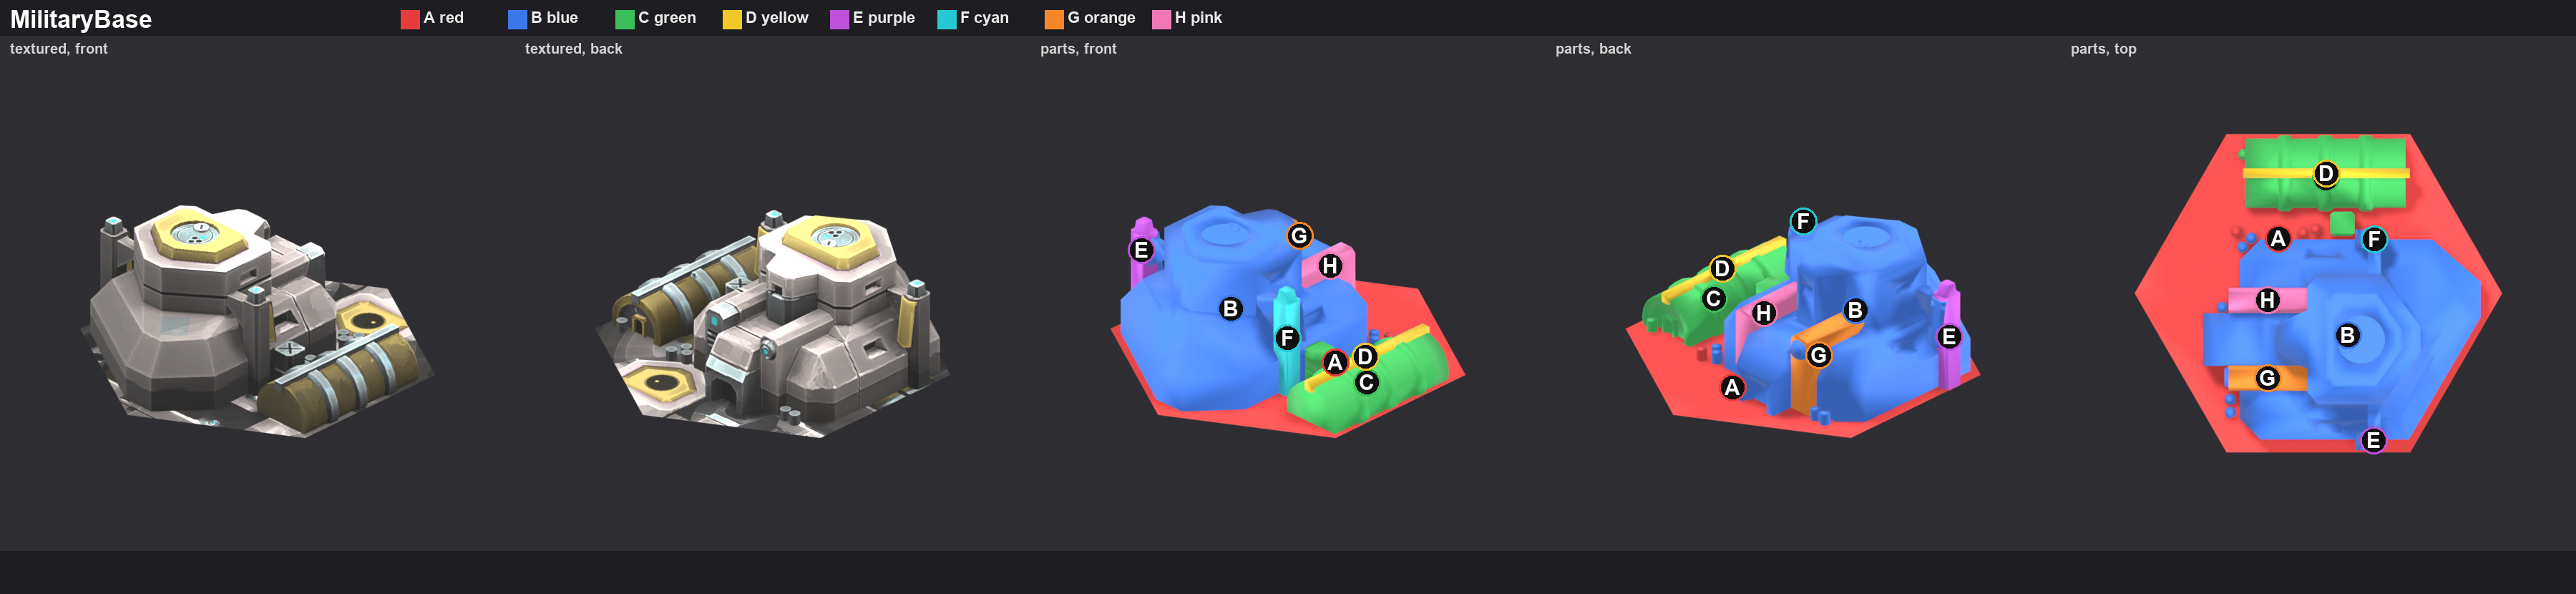 MilitaryBase
A red B blue C green D yellow E purple F cyan G orange H pink
textured, front
textured, back
parts, front
parts, back
parts, top
E
B
F
G
H
A
D
C
F
D
C
H
B
G
E
A
D
A
F
H
B
G
E